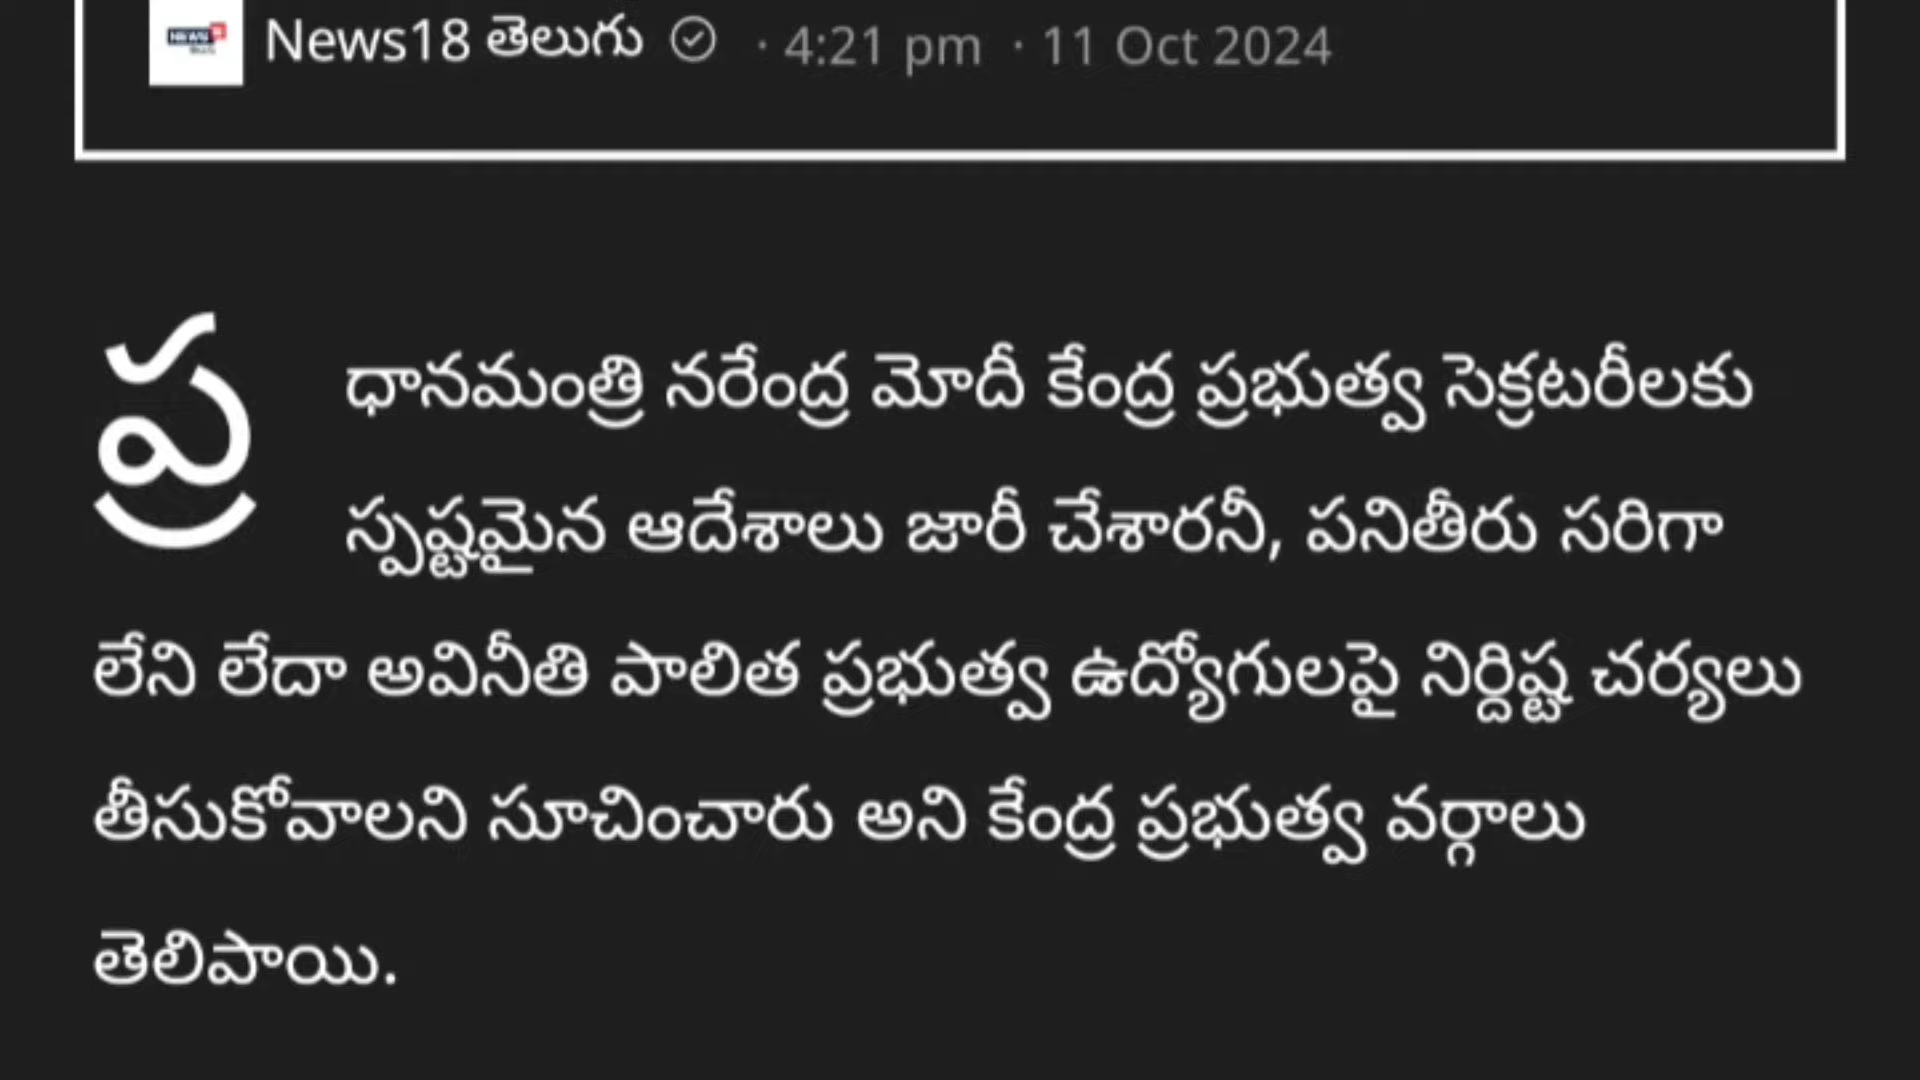 News18 తెలుగు · 4:21 pm · 11 Oct 2024
ప్రధానమంత్రి నరేంద్ర మోదీ కేంద్ర ప్రభుత్వ సెక్రటరీలకు
స్పష్టమైన ఆదేశాలు జారీ చేశారనీ, పనితీరు సరిగా
లేని లేదా అవినీతి పాలిత ప్రభుత్వ ఉద్యోగులపై నిర్దిష్ట చర్యలు
తీసుకోవాలని సూచించారు అని కేంద్ర ప్రభుత్వ వర్గాలు
తెలిపాయి.